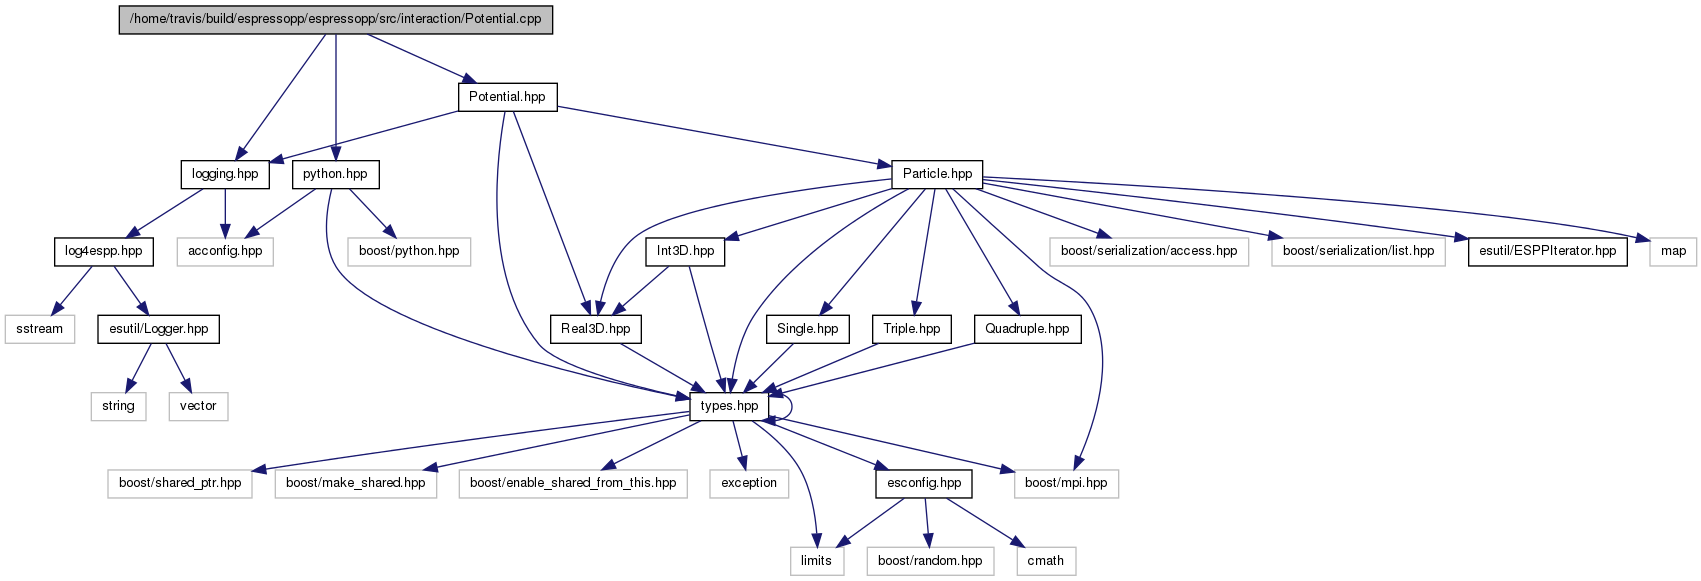 /home/travis/build/espressopp/espressopp/src/interaction/Potential.cpp
Potential.hpp
logging.hpp
python.hpp
Particle.hpp
log4espp.hpp
acconfig.hpp
boost/python.hpp
Int3D.hpp
boost/serialization/access.hpp
boost/serialization/list.hpp
esutil/ESPPIterator.hpp
map
sstream
esutil/Logger.hpp
Real3D.hpp
Single.hpp
Triple.hpp
Quadruple.hpp
string
vector
types.hpp
boost/shared_ptr.hpp
boost/make_shared.hpp
boost/enable_shared_from_this.hpp
exception
esconfig.hpp
boost/mpi.hpp
limits
boost/random.hpp
cmath